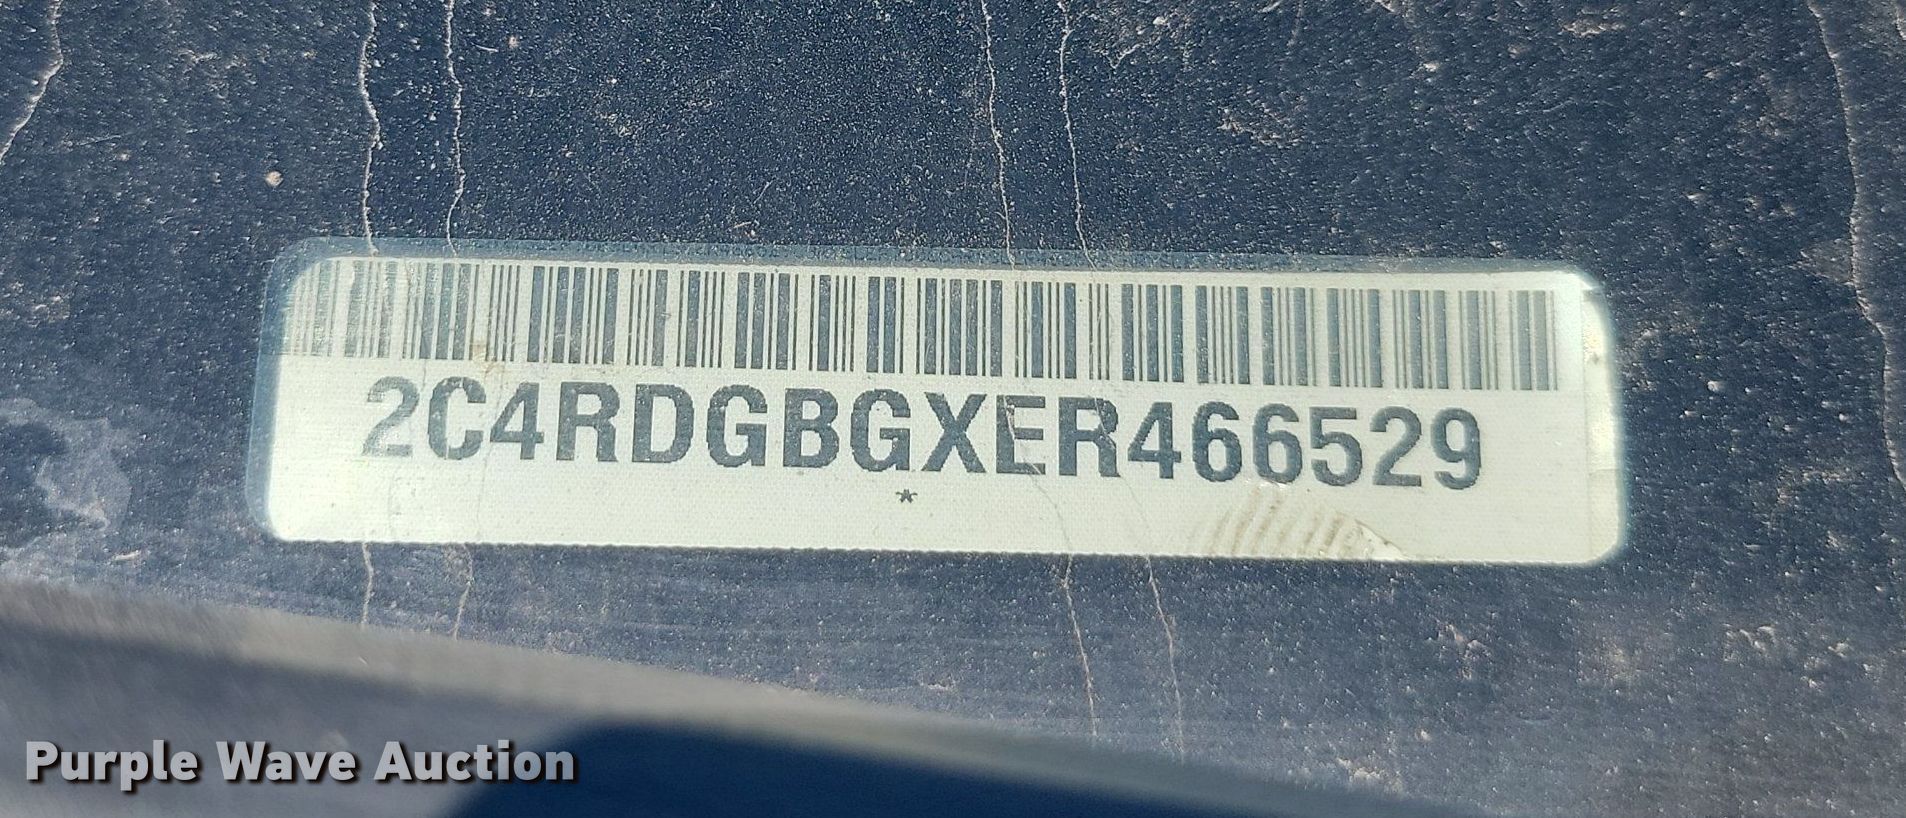 2C4RDGBGXER466529
*
Purple Wave Auction